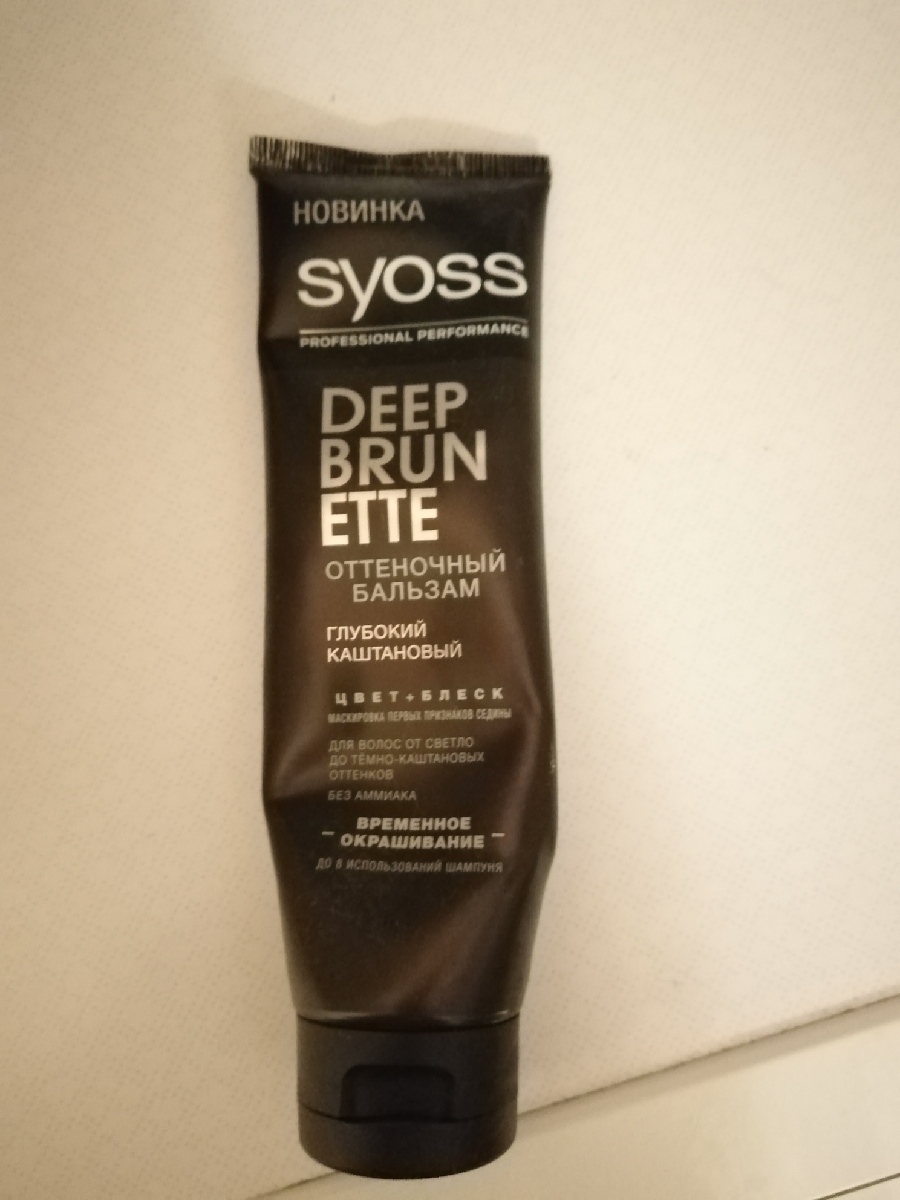 НОВИНКА
syoss
PROFESSIONAL PERFORMANCE
DEEP
BRUN
ETTE
ОТТЕНОЧНЫЙ
БАЛЬЗАМ
ГЛУБОКИЙ
КАШТАНОВЫЙ
ЦВЕТ+БЛЕСК
МАСКИРОВКА ПЕРВЫХ ПРИЗНАКОВ СЕДИНЫ
ДЛЯ ВОЛОС ОТ СВЕТЛО
ДО ТЁМНО-КАШТАНОВЫХ
ОТТЕНКОВ
БЕЗ АММИАКА
– ВРЕМЕННОЕ –
ОКРАШИВАНИЕ
ДО 8 ИСПОЛЬЗОВАНИЙ ШАМПУНЯ